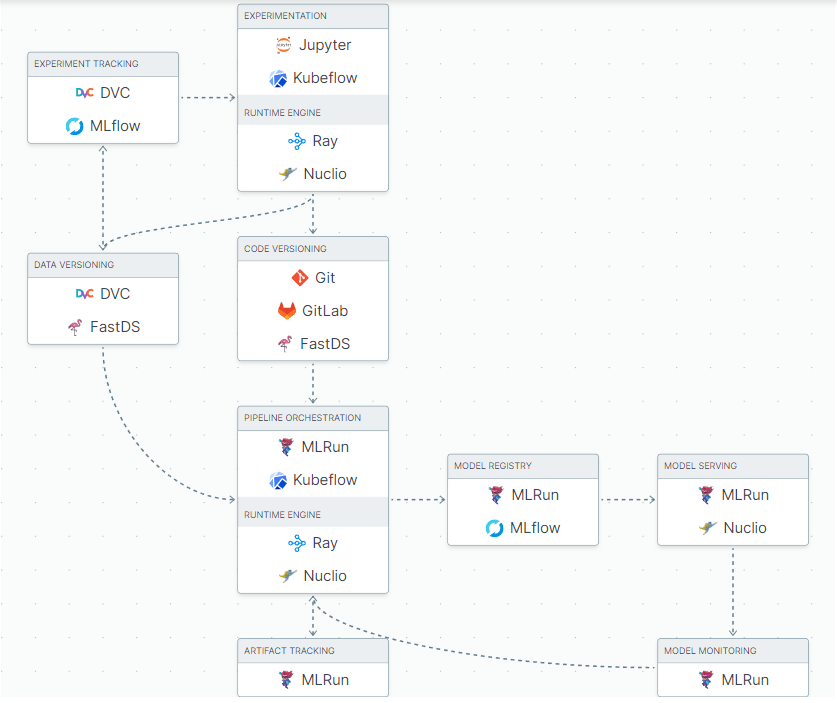 EXPERIMENTATION
Jupyter
Kubeflow
RUNTIME ENGINE
Ray
Nuclio
EXPERIMENT TRACKING
DVC
MLflow
DATA VERSIONING
DVC
FastDS
CODE VERSIONING
Git
GitLab
FastDS
PIPELINE ORCHESTRATION
MLRun
Kubeflow
RUNTIME ENGINE
Ray
Nuclio
MODEL REGISTRY
MLRun
MLflow
MODEL SERVING
MLRun
Nuclio
ARTIFACT TRACKING
MLRun
MODEL MONITORING
MLRun